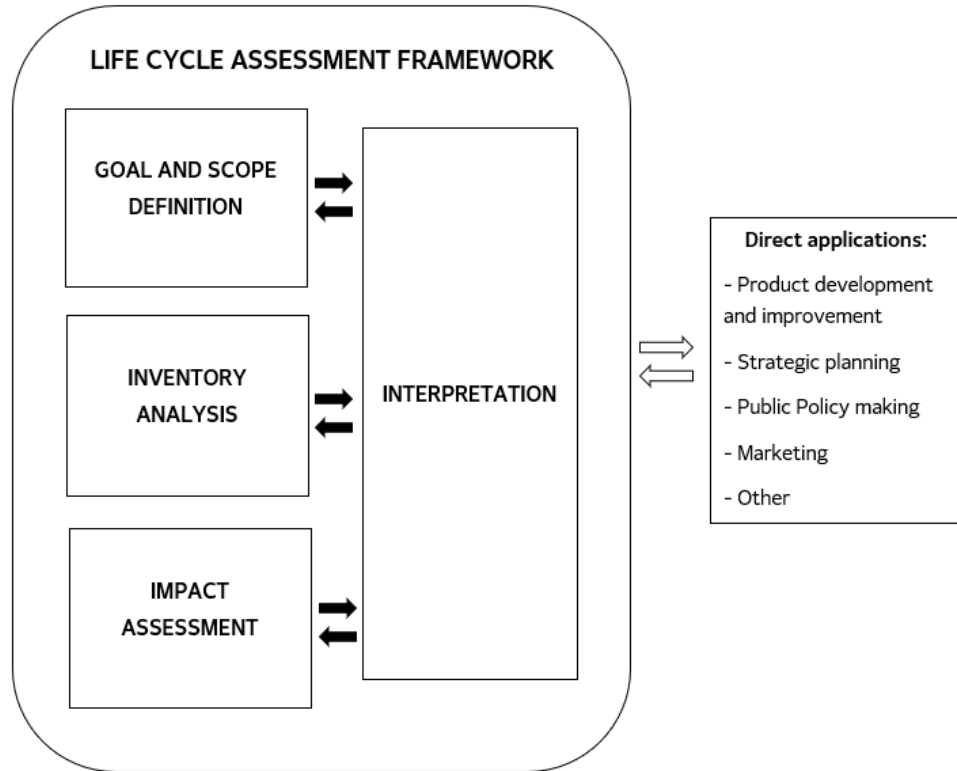 LIFE CYCLE ASSESSMENT FRAMEWORK
GOAL AND SCOPE
DEFINITION
INVENTORY
ANALYSIS
IMPACT
ASSESSMENT
INTERPRETATION
Direct applications:
- Product development
and improvement
- Strategic planning
- Public Policy making
- Marketing
- Other